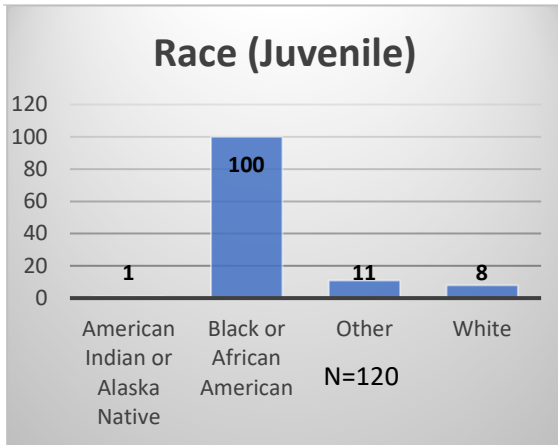 Race (Juvenile)
120
100
80
60
40
20
0
1
100
11
8
American
Indian or
Alaska
Native
Black or
African
American
Other
White
N=120